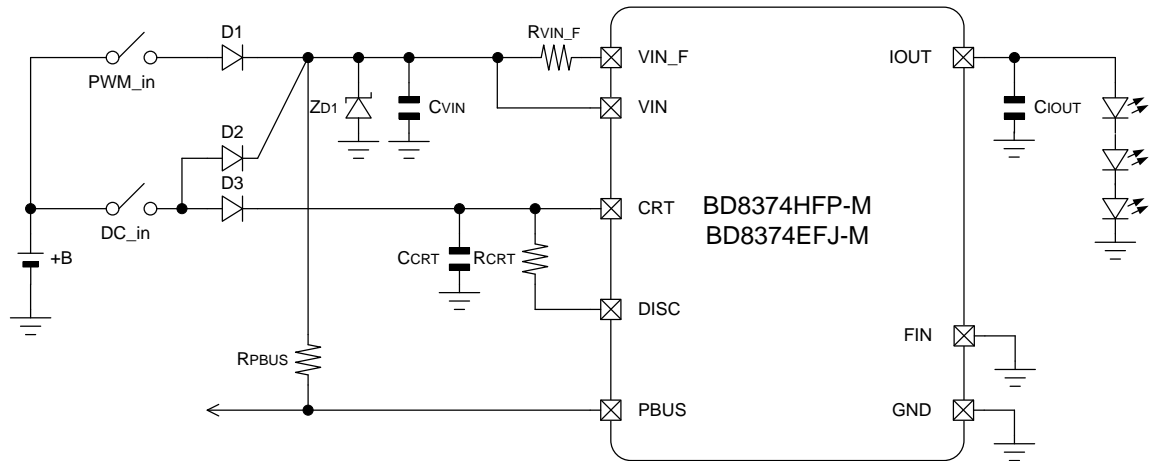 D1
RVIN_F
VIN_F
IOUT
PWM_in
ZD1
CVIN
VIN
CIOUT
D2
D3
CRT
BD8374HFP-M
BD8374EFJ-M
DC_in
+B
CCRT
RCRT
DISC
FIN
RPBUS
PBUS
GND